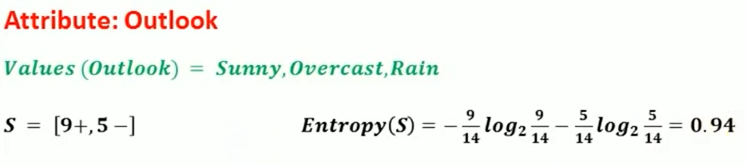 Attribute: Outlook
Values (Outlook) = Sunny, Overcast, Rain
S = [9+, 5 −]    Entropy(S) = −9/14 log₂ 9/14 − 5/14 log₂ 5/14 = 0.94